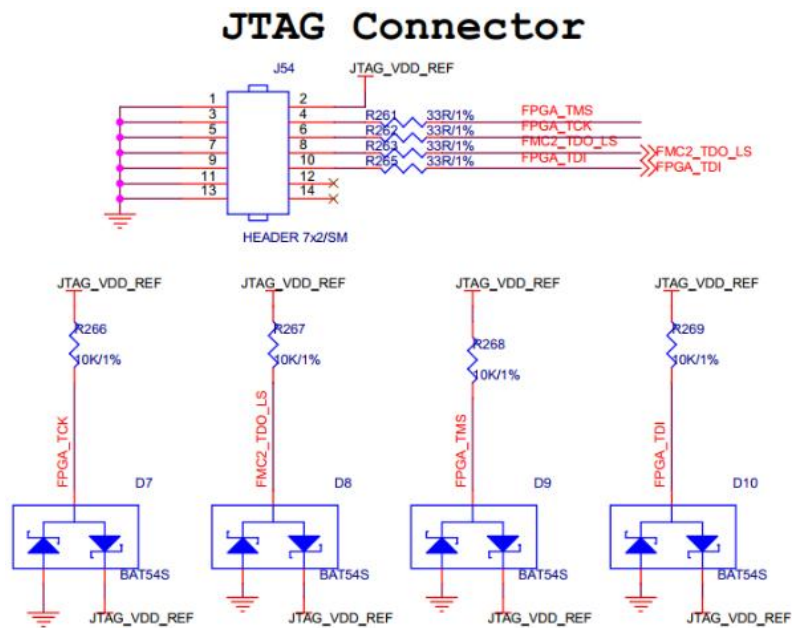 JTAG Connector
J54
JTAG_VDD_REF
1 2
3 4 R261 33R/1% FPGA_TMS
5 6 R262 33R/1% FPGA_TCK
7 8 R263 33R/1% FMC2_TDO_LS FMC2_TDO_LS
9 10 R265 33R/1% FPGA_TDI FPGA_TDI
11 12
13 14
HEADER 7x2/SM
JTAG_VDD_REF JTAG_VDD_REF JTAG_VDD_REF JTAG_VDD_REF
R266 R267 R268 R269
10K/1% 10K/1% 10K/1% 10K/1%
FPGA_TCK FMC2_TDO_LS FPGA_TMS FPGA_TDI
D7 D8 D9 D10
BAT54S BAT54S BAT54S BAT54S
JTAG_VDD_REF JTAG_VDD_REF JTAG_VDD_REF JTAG_VDD_REF